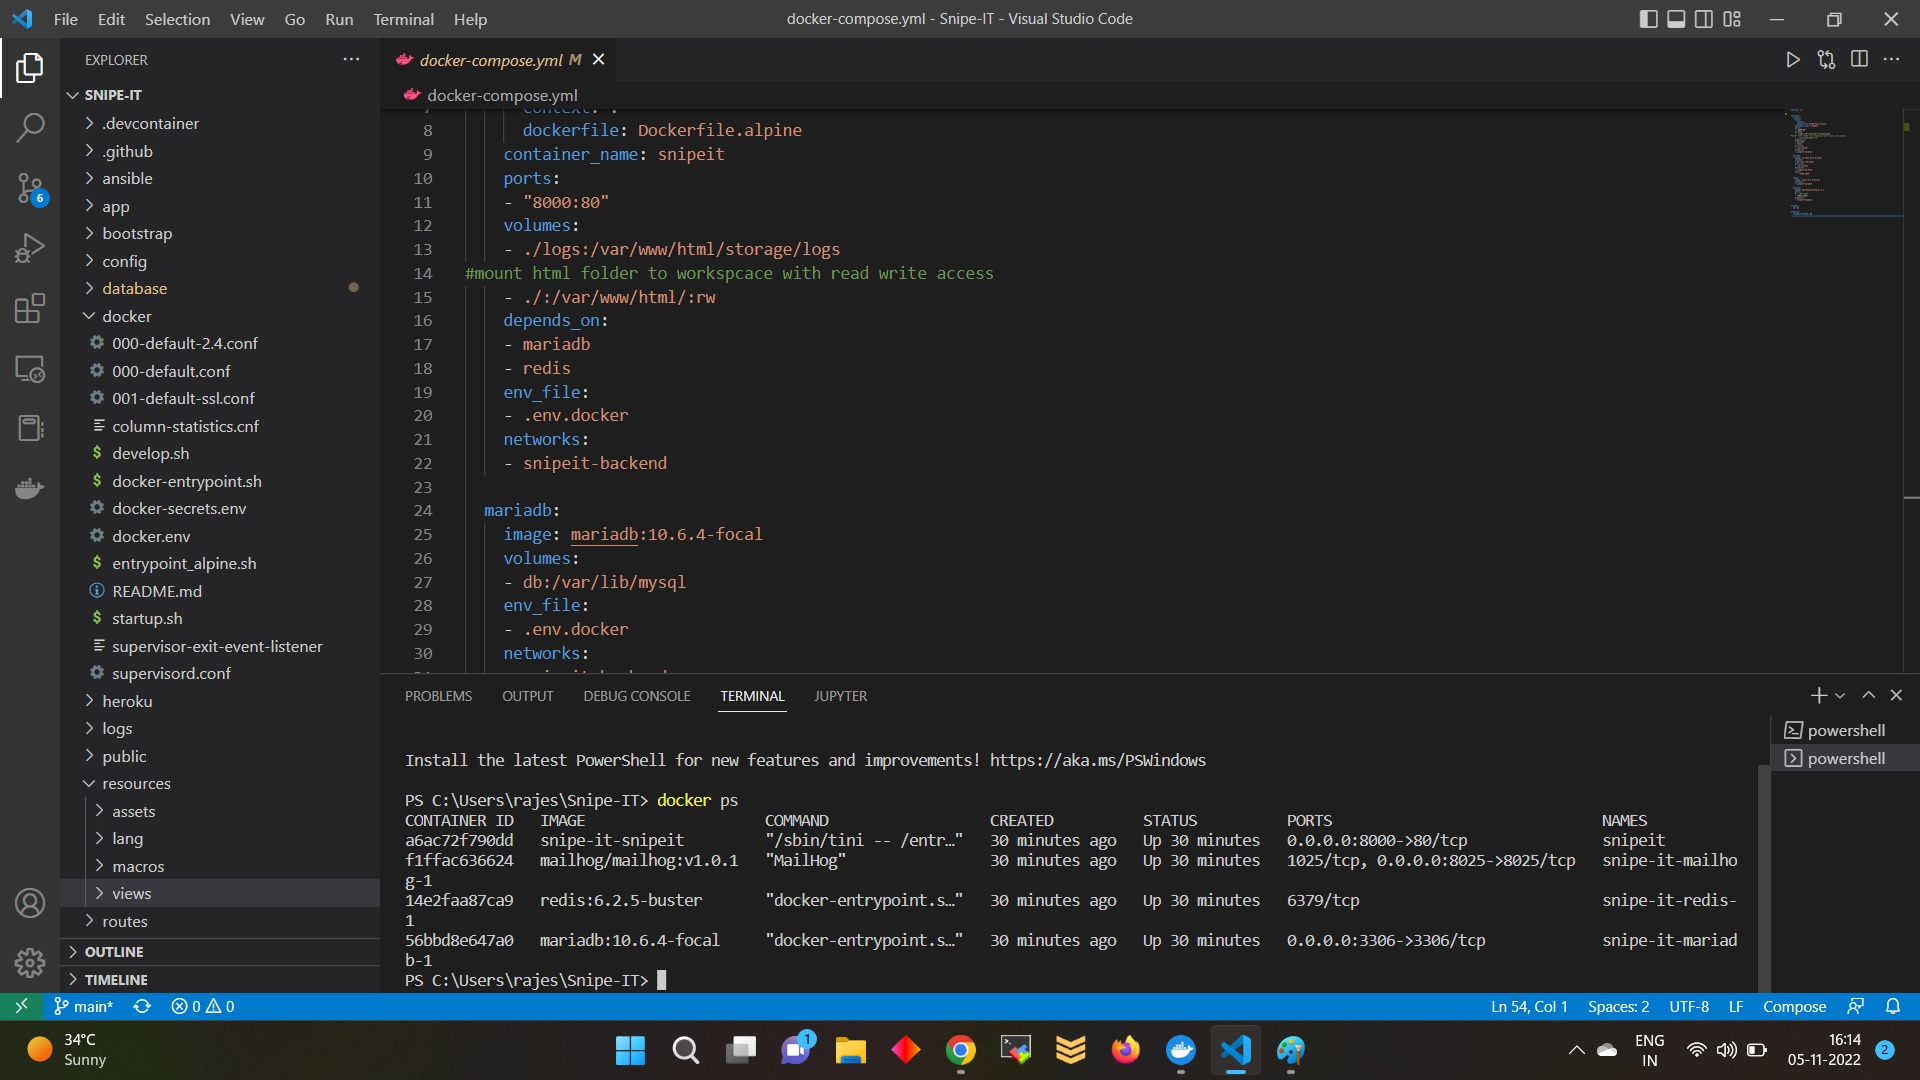 File Edit Selection View Go Run Terminal Help
docker-compose.yml - Snipe-IT - Visual Studio Code
EXPLORER
SNIPE-IT
.devcontainer
.github
ansible
app
bootstrap
config
database
docker
000-default-2.4.conf
000-default.conf
001-default-ssl.conf
column-statistics.cnf
develop.sh
docker-entrypoint.sh
docker-secrets.env
docker.env
entrypoint_alpine.sh
README.md
startup.sh
supervisor-exit-event-listener
supervisord.conf
heroku
logs
public
resources
assets
lang
macros
views
routes
OUTLINE
TIMELINE
6
docker-compose.yml M
docker-compose.yml
8 dockerfile: Dockerfile.alpine
9 container_name: snipeit
10 ports:
11 - "8000:80"
12 volumes:
13 - ./logs:/var/www/html/storage/logs
14 #mount html folder to workspcace with read write access
15 - ./:/var/www/html/:rw
16 depends_on:
17 - mariadb
18 - redis
19 env_file:
20 - .env.docker
21 networks:
22 - snipeit-backend
23
24 mariadb:
25 image: mariadb:10.6.4-focal
26 volumes:
27 - db:/var/lib/mysql
28 env_file:
29 - .env.docker
30 networks:
PROBLEMS OUTPUT DEBUG CONSOLE TERMINAL JUPYTER
powershell
powershell
Install the latest PowerShell for new features and improvements! https://aka.ms/PSWindows
PS C:\Users\rajes\Snipe-IT> docker ps
CONTAINER ID IMAGE COMMAND CREATED STATUS PORTS NAMES
a6ac72f790dd snipe-it-snipeit "/sbin/tini -- /entr…" 30 minutes ago Up 30 minutes 0.0.0.0:8000->80/tcp snipeit
f1ffac636624 mailhog/mailhog:v1.0.1 "MailHog" 30 minutes ago Up 30 minutes 1025/tcp, 0.0.0.0:8025->8025/tcp snipe-it-mailho
g-1
14e2faa87ca9 redis:6.2.5-buster "docker-entrypoint.s…" 30 minutes ago Up 30 minutes 6379/tcp snipe-it-redis-
1
56bbd8e647a0 mariadb:10.6.4-focal "docker-entrypoint.s…" 30 minutes ago Up 30 minutes 0.0.0.0:3306->3306/tcp snipe-it-mariad
b-1
PS C:\Users\rajes\Snipe-IT>
main* 0 0
Ln 54, Col 1 Spaces: 2 UTF-8 LF Compose
34°C
Sunny
1
ENG
IN
16:14
05-11-2022
2